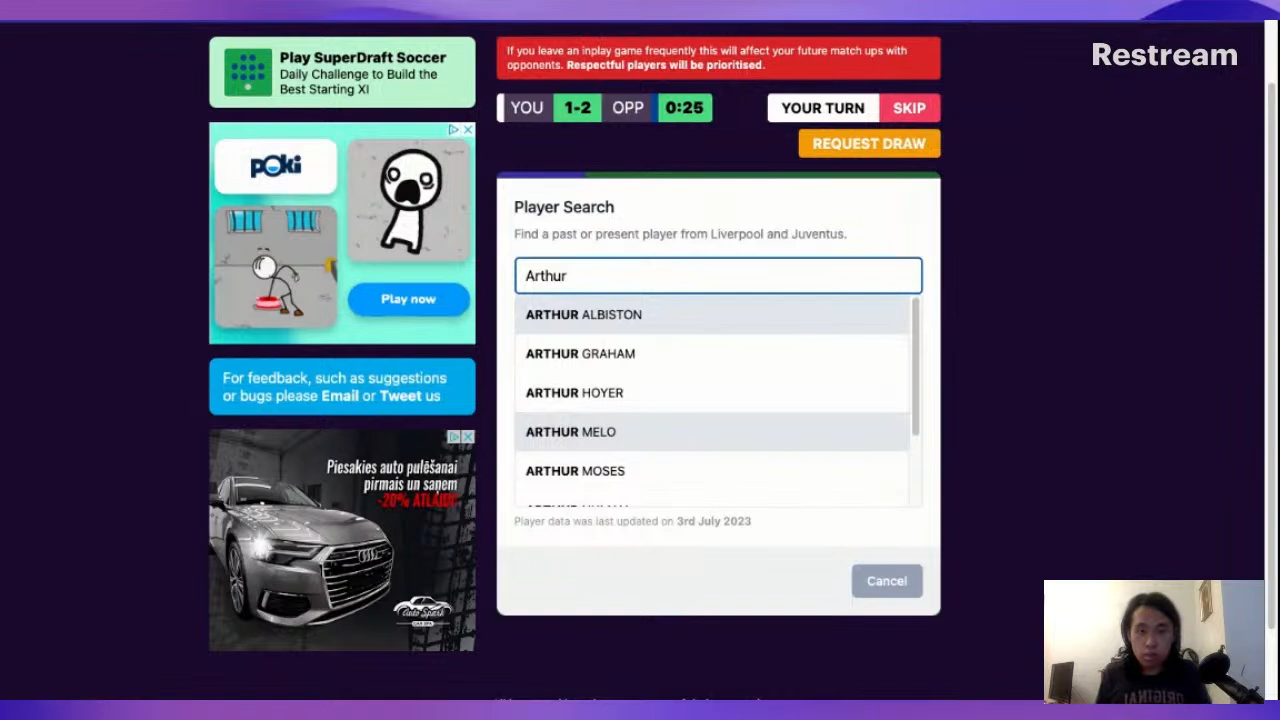 Restream
Play SuperDraft Soccer
Daily Challenge to Build the
Best Starting XI
poki
Play now
For feedback, such as suggestions
or bugs please Email or Tweet us
Piesakies auto pulēšanai
pirmais un saņem
-20% ATLAIDI
Auto Spark
CAR SPA
If you leave an inplay game frequently this will affect your future match ups with
opponents. Respectful players will be prioritised.
YOU 1-2 OPP 0:25 YOUR TURN SKIP
REQUEST DRAW
Player Search
Find a past or present player from Liverpool and Juventus.
Arthur
ARTHUR ALBISTON
ARTHUR GRAHAM
ARTHUR HOYER
ARTHUR MELO
ARTHUR MOSES
Player data was last updated on 3rd July 2023
Cancel
ORIGINAL